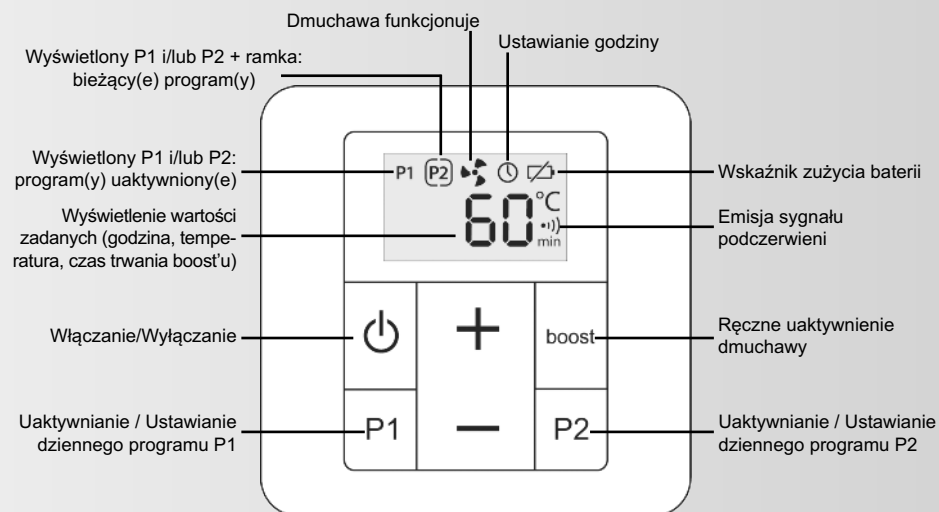 Dmuchawa funkcjonuje
Ustawianie godziny
Wyświetlony P1 i/lub P2 + ramka:
bieżący(e) program(y)
Wyświetlony P1 i/lub P2:
program(y) uaktywniony(e)
Wyświetlenie wartości
zadanych (godzina, tempe-
ratura, czas trwania boost'u)
Włączanie/Wyłączanie
Uaktywnianie / Ustawianie
dziennego programu P1
P1 P2
60 °C
min
+
boost
P1 — P2
Wskaźnik zużycia baterii
Emisja sygnału
podczerwieni
Ręczne uaktywnienie
dmuchawy
Uaktywnianie / Ustawianie
dziennego programu P2